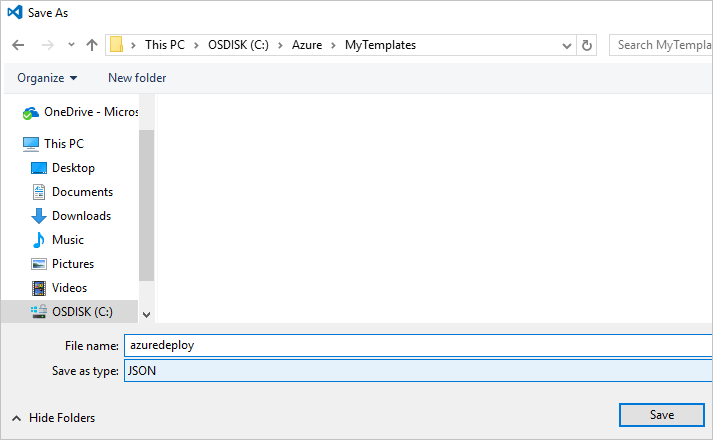 Save As
This PC OSDISK (C:) Azure MyTemplates Search MyTempla
Organize New folder
OneDrive - Micros
This PC
Desktop
Documents
Downloads
Music
Pictures
Videos
OSDISK (C:)
File name: azuredeploy
Save as type: JSON
Hide Folders Save